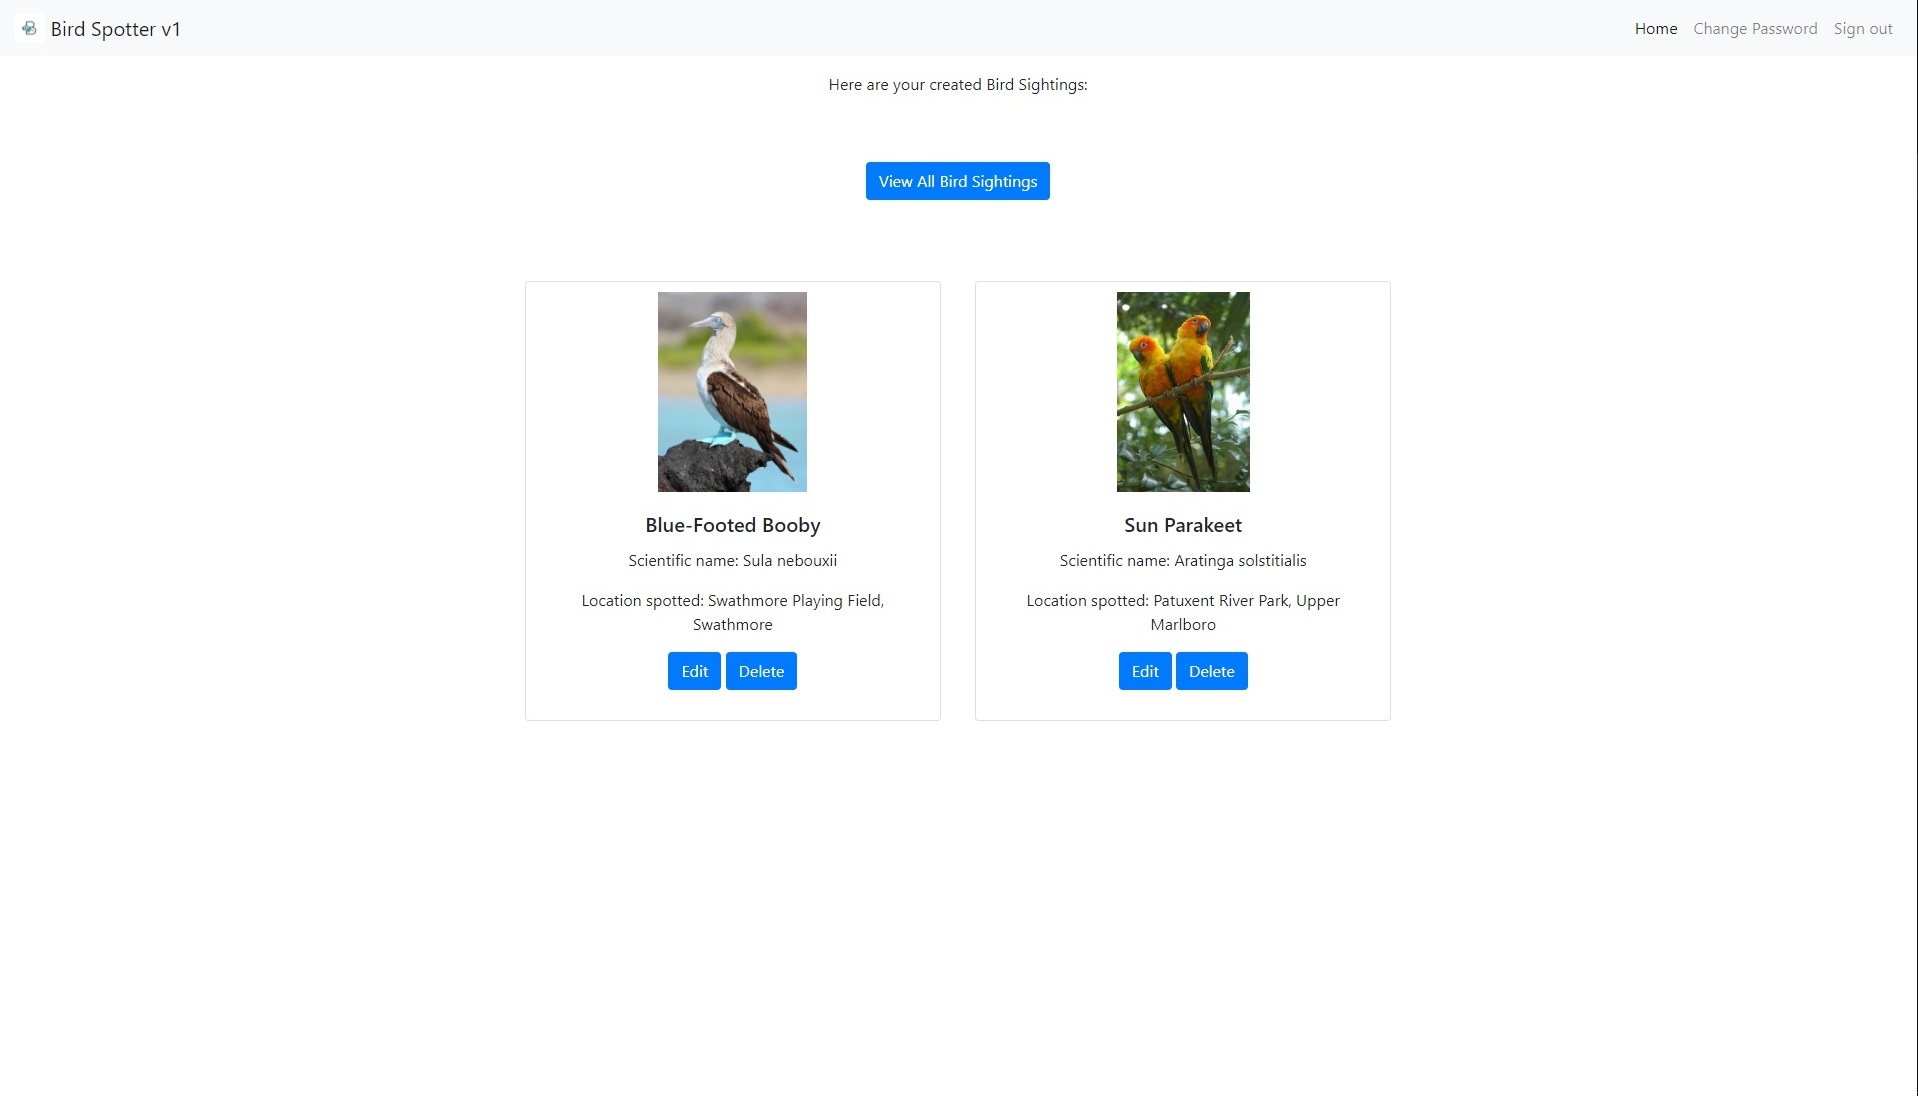 Bird Spotter v1
Home Change Password Sign out
Here are your created Bird Sightings:
View All Bird Sightings
Blue-Footed Booby
Scientific name: Sula nebouxii
Location spotted: Swathmore Playing Field,
Swathmore
Edit Delete
Sun Parakeet
Scientific name: Aratinga solstitialis
Location spotted: Patuxent River Park, Upper
Marlboro
Edit Delete